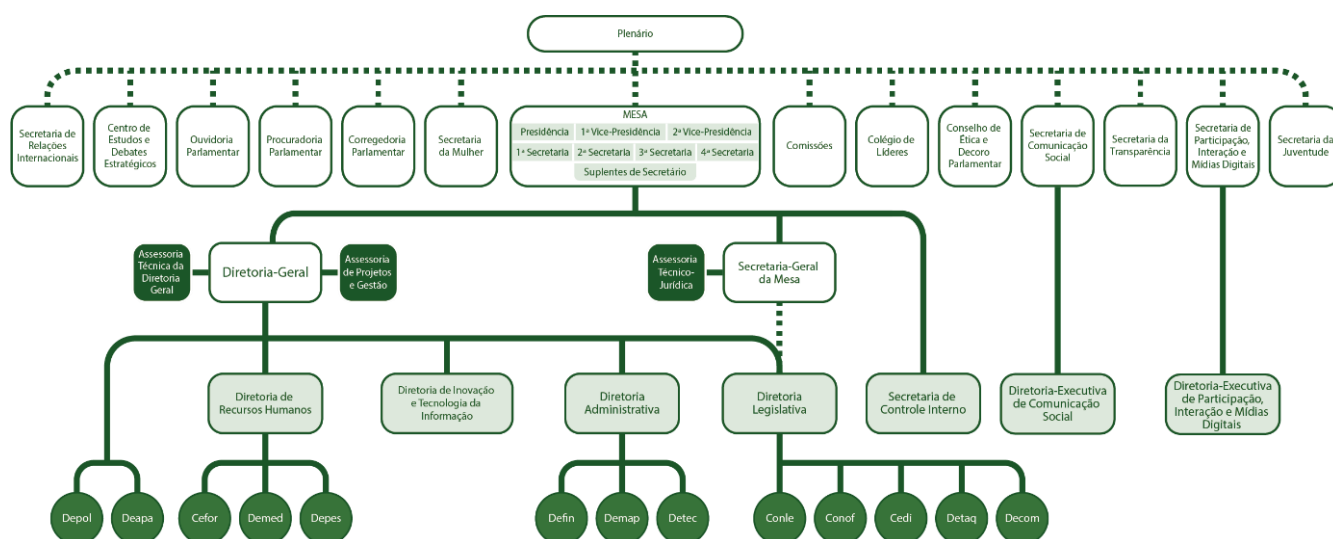 Plenário
Secretaria de
Relações
Internacionais
Centro de
Estudos e
Debates
Estratégicos
Ouvidoria
Parlamentar
Procuradoria
Parlamentar
Corregedoria
Parlamentar
Secretaria
da Mulher
MESA
Presidência 1ª Vice-Presidência 2ª Vice-Presidência
1ª Secretaria 2ª Secretaria 3ª Secretaria 4ª Secretaria
Suplentes de Secretário
Comissões
Colégio de
Líderes
Conselho de
Ética e
Decoro
Parlamentar
Secretaria de
Comunicação
Social
Secretaria da
Transparência
Secretaria de
Participação,
Interação e
Mídias Digitais
Secretaria da
Juventude
Assessoria
Técnica da
Diretoria
Geral
Diretoria-Geral
Assessoria
de Projetos
e Gestão
Assessoria
Técnico-
Jurídica
Secretaria-Geral
da Mesa
Diretoria de
Recursos Humanos
Diretoria de Inovação
e Tecnologia da
Informação
Diretoria
Administrativa
Diretoria
Legislativa
Secretaria de
Controle Interno
Diretoria-Executiva
de Comunicação
Social
Diretoria-Executiva
de Participação,
Interação e Mídias
Digitais
Depol
Deapa
Cefor
Demed
Depes
Defin
Demap
Detec
Conle
Conof
Cedi
Detaq
Decom